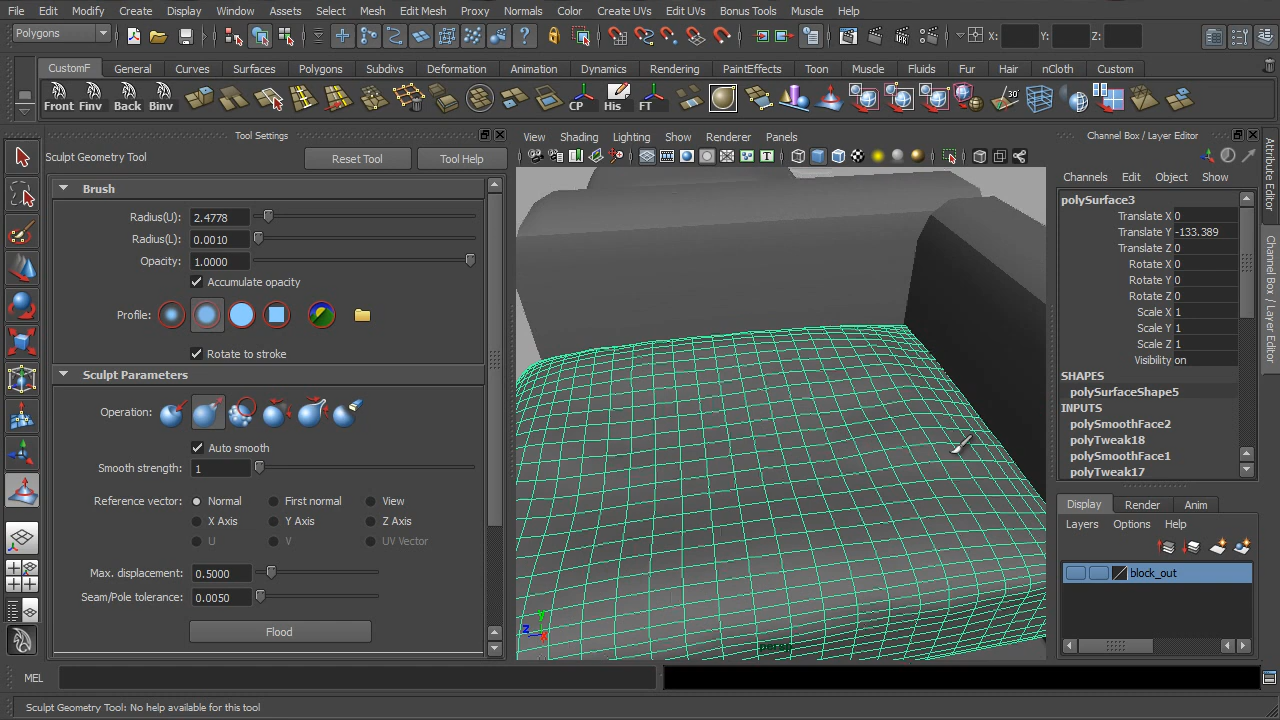 File Edit Modify Create Display Window Assets Select Mesh Edit Mesh Proxy Normals Color Create UVs Edit UVs Bonus Tools Muscle Help
Polygons X: Y: Z:
CustomF General Curves Surfaces Polygons Subdivs Deformation Animation Dynamics Rendering PaintEffects Toon Muscle Fluids Fur Hair nCloth Custom
Front Finv Back Binv CP His FT 30
Tool Settings
Sculpt Geometry Tool Reset Tool Tool Help
Brush
Radius(U): 2.4778
Radius(L): 0.0010
Opacity: 1.0000
Accumulate opacity
Profile:
Rotate to stroke
Sculpt Parameters
Operation:
Auto smooth
Smooth strength: 1
Reference vector: Normal First normal View
X Axis Y Axis Z Axis
U V UV Vector
Max. displacement: 0.5000
Seam/Pole tolerance: 0.0050
Flood
View Shading Lighting Show Renderer Panels
y
z x
persp
Channel Box / Layer Editor
Channels Edit Object Show
polySurface3
Translate X 0
Translate Y -133.389
Translate Z 0
Rotate X 0
Rotate Y 0
Rotate Z 0
Scale X 1
Scale Y 1
Scale Z 1
Visibility on
SHAPES
polySurfaceShape5
INPUTS
polySmoothFace2
polyTweak18
polySmoothFace1
polyTweak17
Display Render Anim
Layers Options Help
block_out
Attribute Editor
Channel Box / Layer Editor
MEL
Sculpt Geometry Tool: No help available for this tool